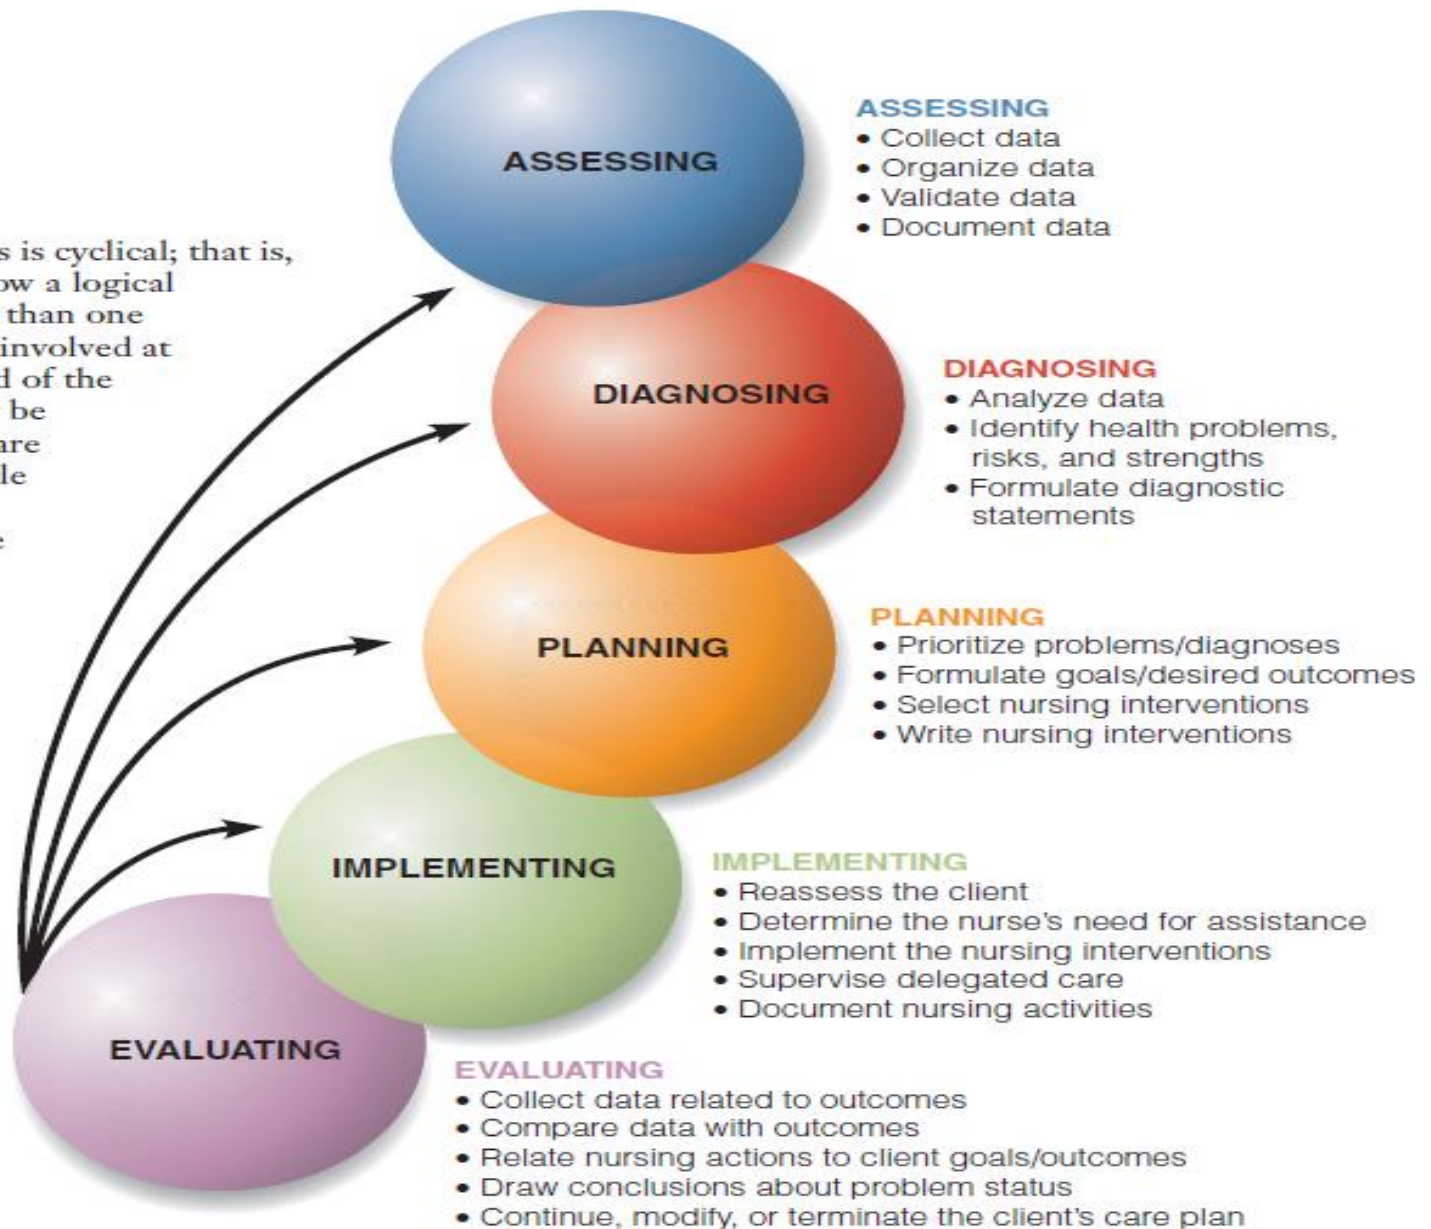 ASSESSING
ASSESSING
• Collect data
• Organize data
• Validate data
• Document data
s is cyclical; that is,
ow a logical
than one
involved at
d of the
be
are
le
e
DIAGNOSING
DIAGNOSING
• Analyze data
• Identify health problems,
risks, and strengths
• Formulate diagnostic
statements
PLANNING
PLANNING
• Prioritize problems/diagnoses
• Formulate goals/desired outcomes
• Select nursing interventions
• Write nursing interventions
IMPLEMENTING
IMPLEMENTING
• Reassess the client
• Determine the nurse's need for assistance
• Implement the nursing interventions
• Supervise delegated care
• Document nursing activities
EVALUATING
EVALUATING
• Collect data related to outcomes
• Compare data with outcomes
• Relate nursing actions to client goals/outcomes
• Draw conclusions about problem status
• Continue, modify, or terminate the client's care plan